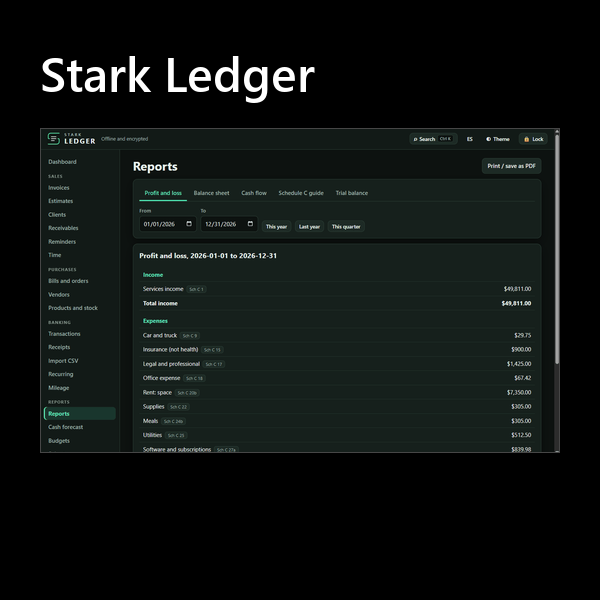 Stark Ledger
STARK
LEDGER
Offline and encrypted
Search Ctrl K
ES
Theme
Lock
Dashboard
SALES
Invoices
Estimates
Clients
Receivables
Reminders
Time
PURCHASES
Bills and orders
Vendors
Products and stock
BANKING
Transactions
Receipts
Import CSV
Recurring
Mileage
REPORTS
Reports
Cash forecast
Budgets
Reports
Print / save as PDF
Profit and loss
Balance sheet
Cash flow
Schedule C guide
Trial balance
From
To
01/01/2026
12/31/2026
This year
Last year
This quarter
Profit and loss, 2026-01-01 to 2026-12-31
Income
Services income Sch C 1 $49,811.00
Total income $49,811.00
Expenses
Car and truck Sch C 9 $29.75
Insurance (not health) Sch C 15 $900.00
Legal and professional Sch C 17 $1,425.00
Office expense Sch C 18 $67.42
Rent: space Sch C 20b $7,350.00
Supplies Sch C 22 $305.00
Meals Sch C 24b $305.00
Utilities Sch C 25 $512.50
Software and subscriptions Sch C 27a $839.98